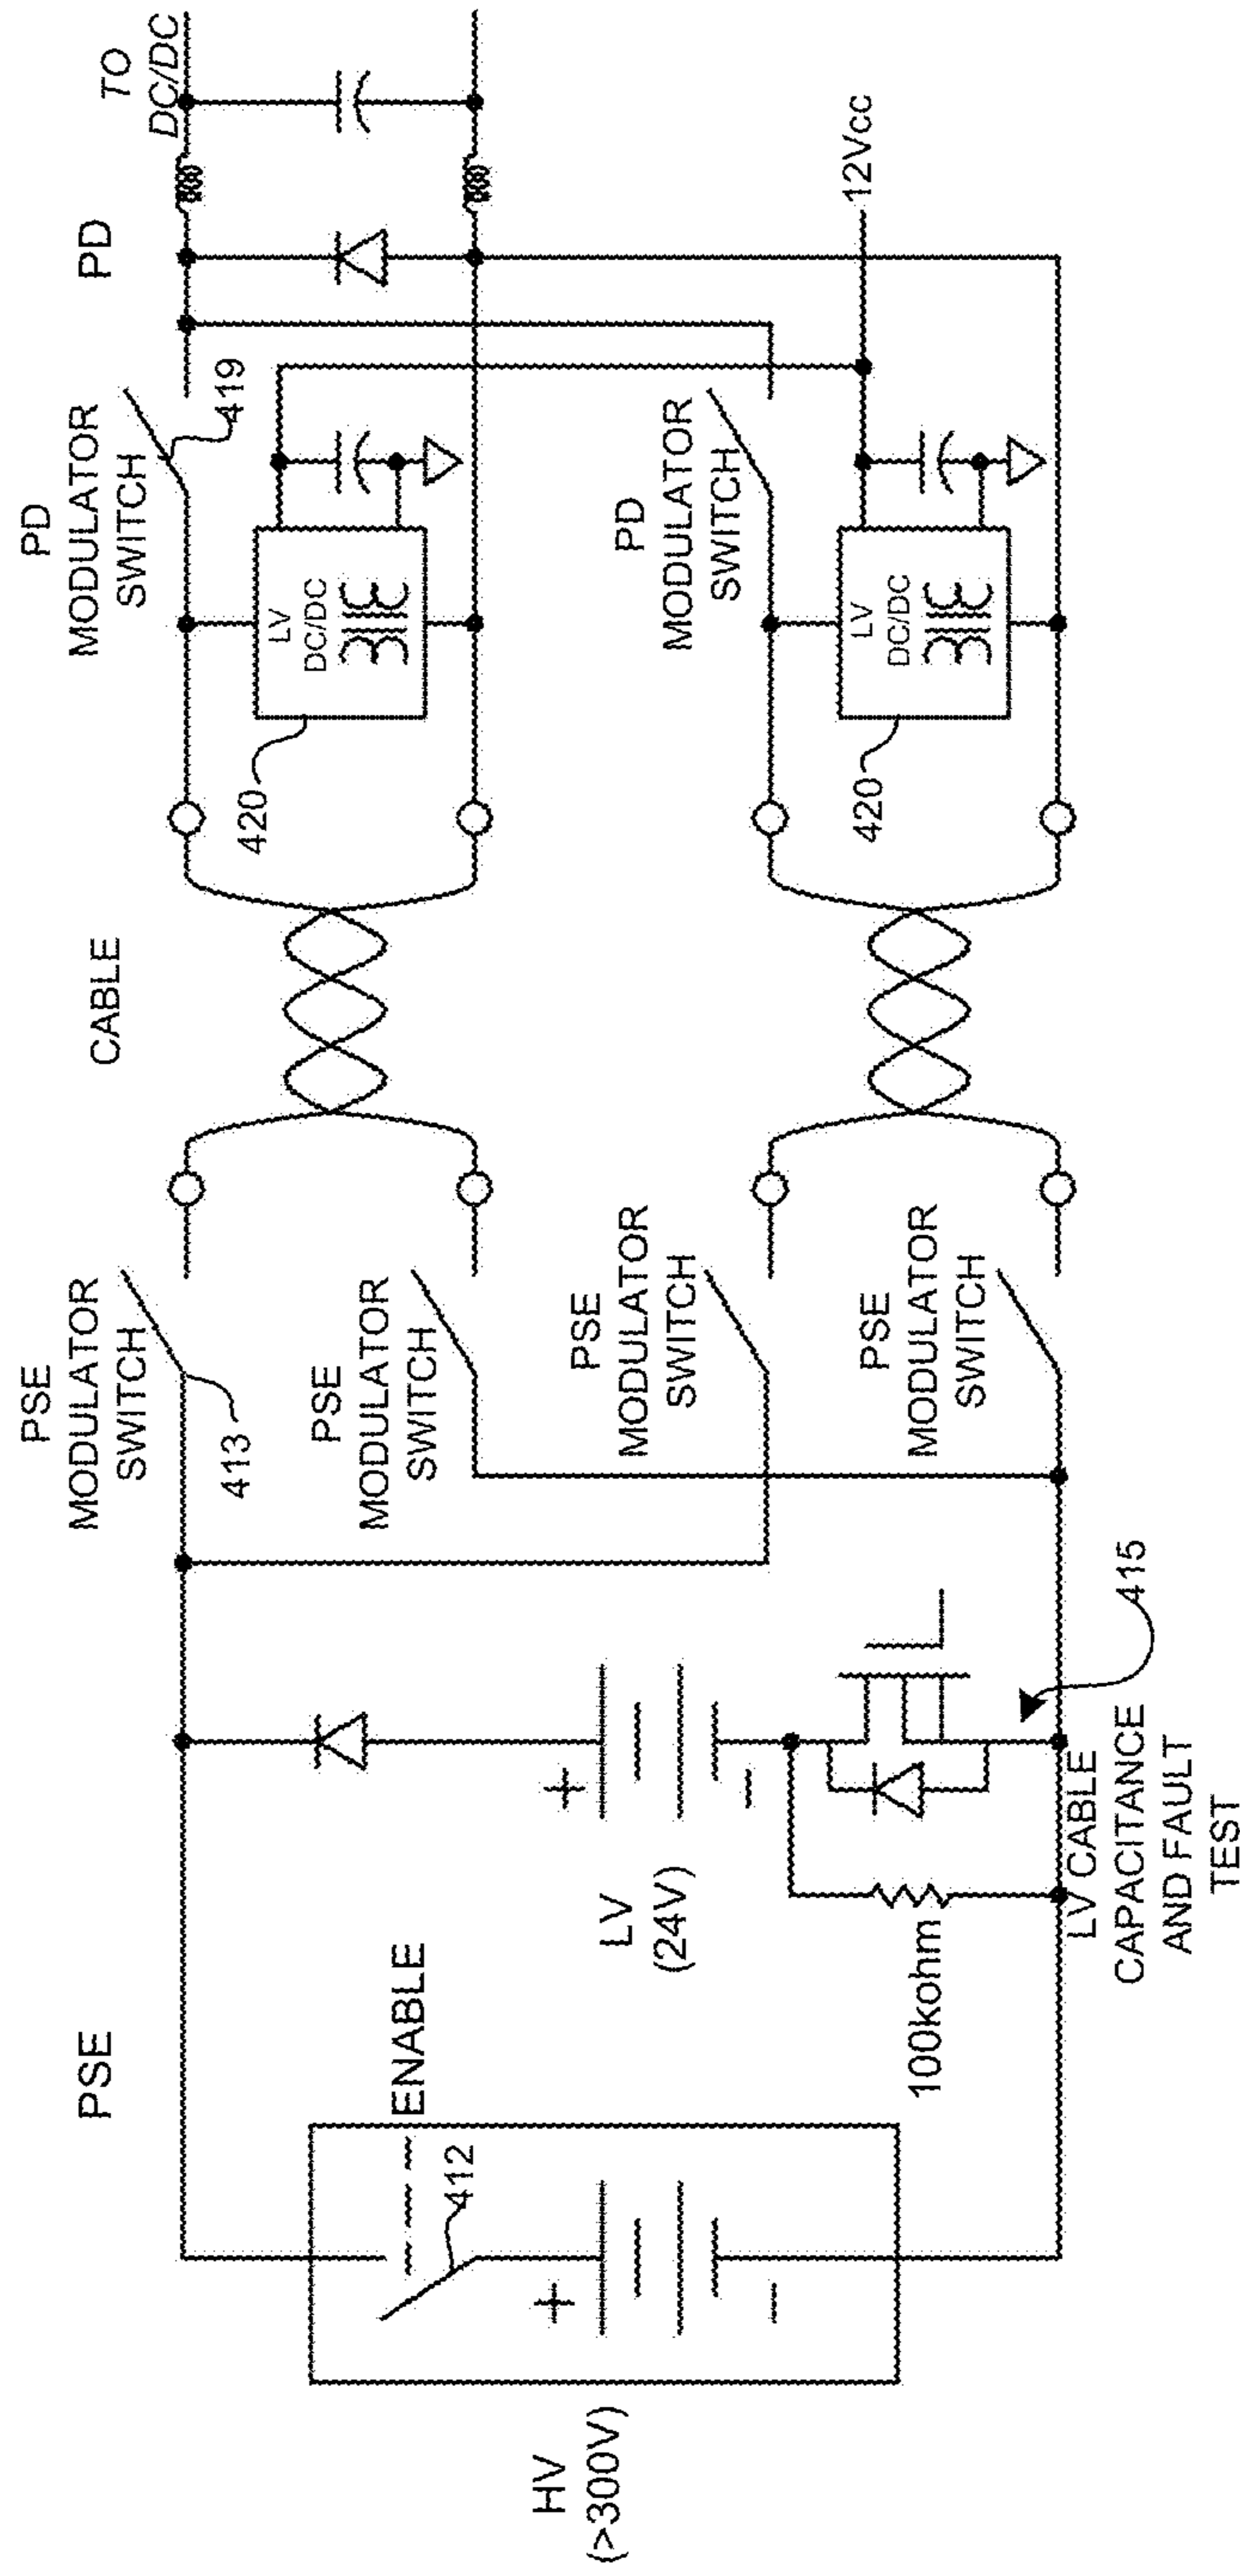 PSE
CABLE
PD
TO
DC/DC
HV
(>300V)
+
−
412
ENABLE
LV
(24V)
+
−
100kohm
LV CABLE
CAPACITANCE
AND FAULT
TEST
415
PSE
MODULATOR
SWITCH
413
PSE
MODULATOR
SWITCH
PSE
MODULATOR
SWITCH
PSE
MODULATOR
SWITCH
PD
MODULATOR
SWITCH
419
LV
DC/DC
420
PD
MODULATOR
SWITCH
LV
DC/DC
420
12Vcc